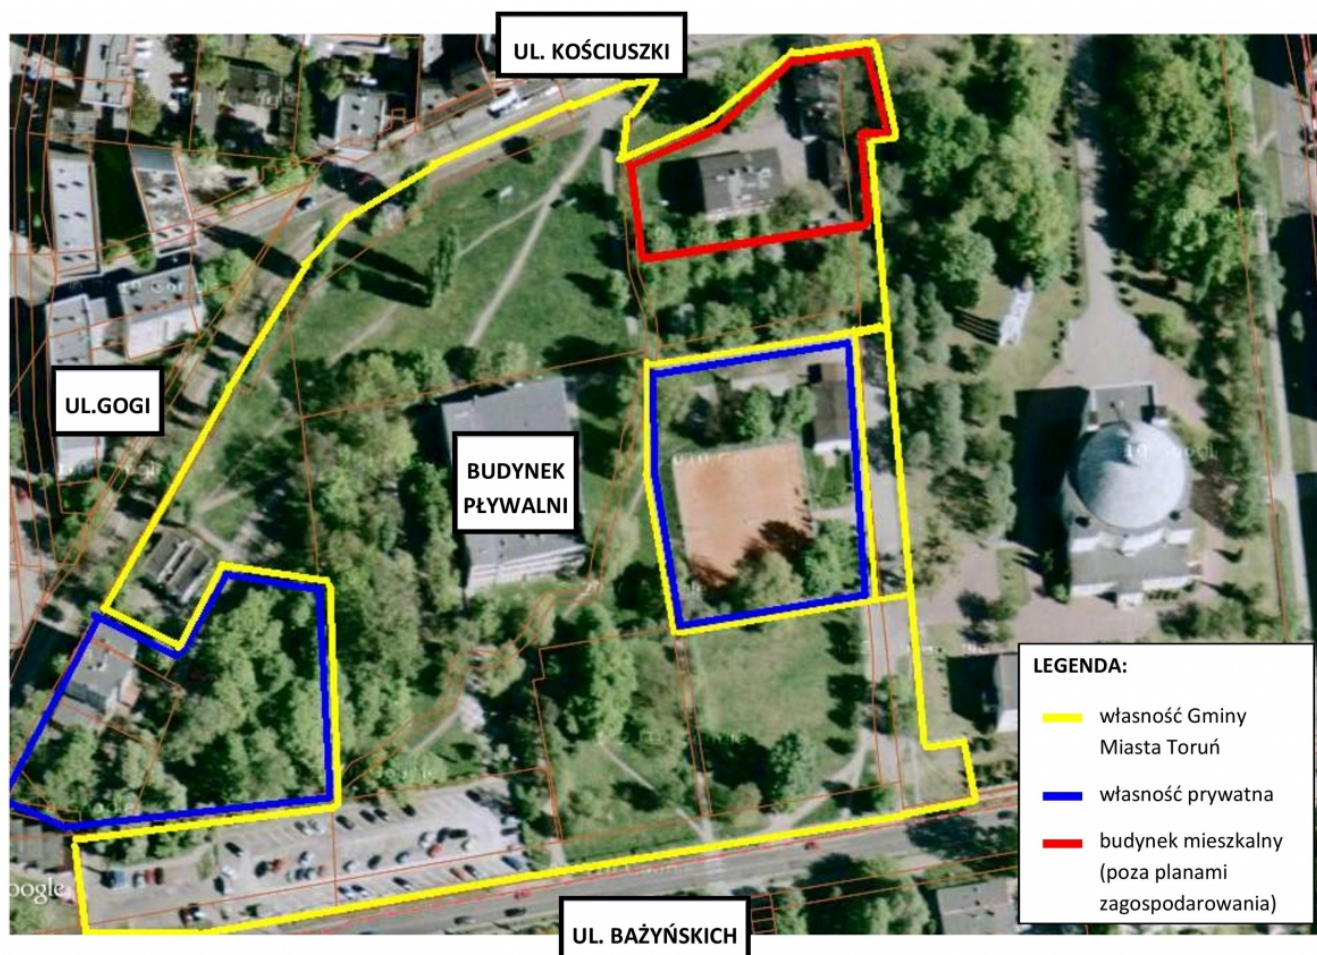 UL. KOŚCIUSZKI
UL.GOGI
BUDYNEK
PŁYWALNI
LEGENDA:
własność Gminy
Miasta Toruń
własność prywatna
budynek mieszkalny
(poza planami
zagospodarowania)
oogle
UL. BAŻYŃSKICH